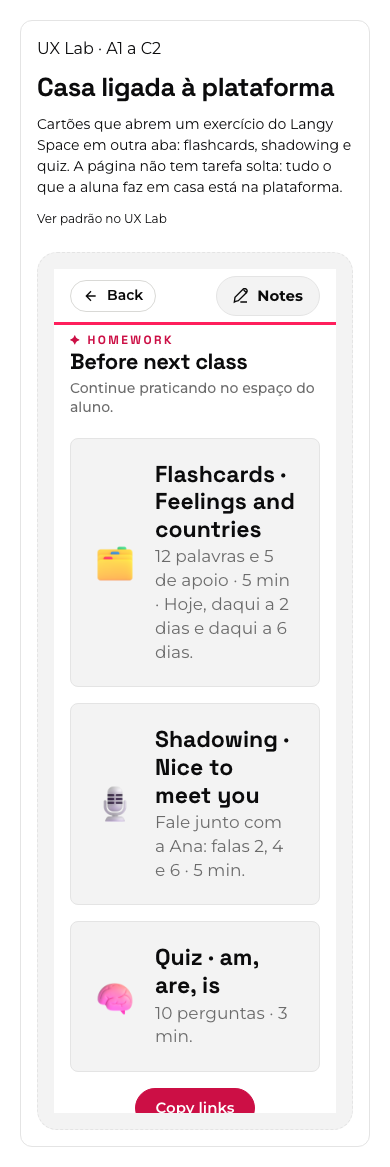 UX Lab · A1 a C2
Casa ligada à plataforma
Cartões que abrem um exercício do Langy
Space em outra aba: flashcards, shadowing e
quiz. A página não tem tarefa solta: tudo o
que a aluna faz em casa está na plataforma.
Ver padrão no UX Lab
← Back
Notes
✦ HOMEWORK
Before next class
Continue praticando no espaço do
aluno.
Flashcards ·
Feelings and
countries
12 palavras e 5
de apoio · 5 min
· Hoje, daqui a 2
dias e daqui a 6
dias.
Shadowing ·
Nice to
meet you
Fale junto com
a Ana: falas 2, 4
e 6 · 5 min.
Quiz · am,
are, is
10 perguntas · 3
min.
Copy links